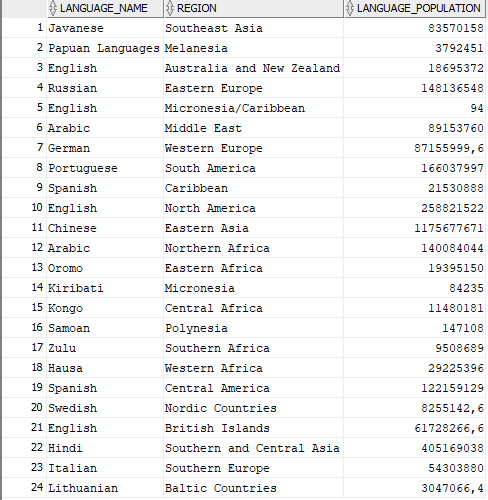 LANGUAGE_NAME REGION LANGUAGE_POPULATION
1 Javanese Southeast Asia 83570158
2 Papuan Languages Melanesia 3792451
3 English Australia and New Zealand 18695372
4 Russian Eastern Europe 148136548
5 English Micronesia/Caribbean 94
6 Arabic Middle East 89153760
7 German Western Europe 87155999,6
8 Portuguese South America 166037997
9 Spanish Caribbean 21530888
10 English North America 258821522
11 Chinese Eastern Asia 1175677671
12 Arabic Northern Africa 140084044
13 Oromo Eastern Africa 19395150
14 Kiribati Micronesia 84235
15 Kongo Central Africa 11480181
16 Samoan Polynesia 147108
17 Zulu Southern Africa 9508689
18 Hausa Western Africa 29225396
19 Spanish Central America 122159129
20 Swedish Nordic Countries 8255142,6
21 English British Islands 61728266,6
22 Hindi Southern and Central Asia 405169038
23 Italian Southern Europe 54303880
24 Lithuanian Baltic Countries 3047066,4